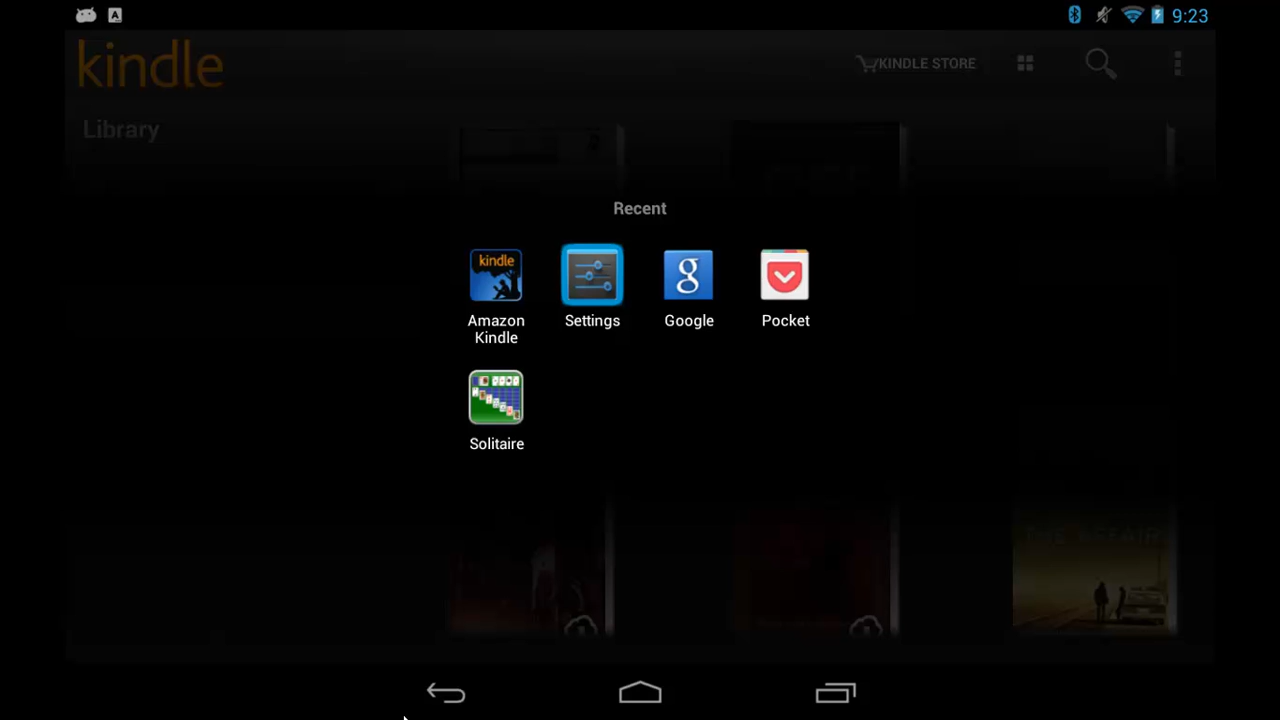 A
9:23
kindle
KINDLE STORE
Library
Recent
kindle
g
Amazon
Kindle
Settings
Google
Pocket
Solitaire